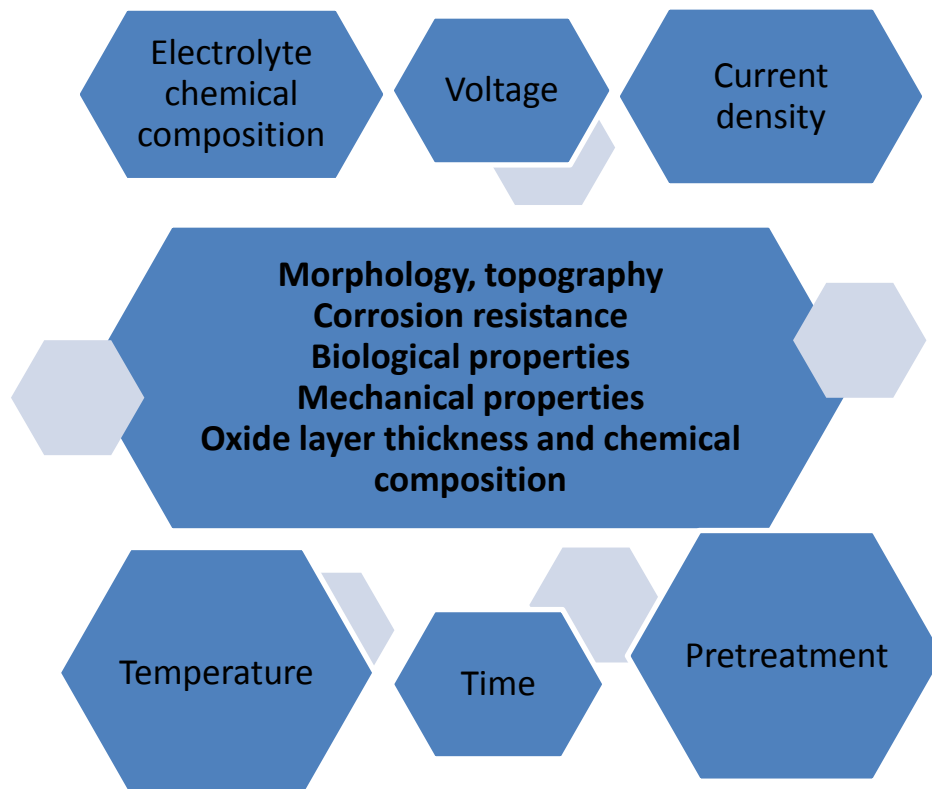 Electrolyte
chemical
composition
Voltage
Current
density
Morphology, topography
Corrosion resistance
Biological properties
Mechanical properties
Oxide layer thickness and chemical
composition
Temperature
Time
Pretreatment